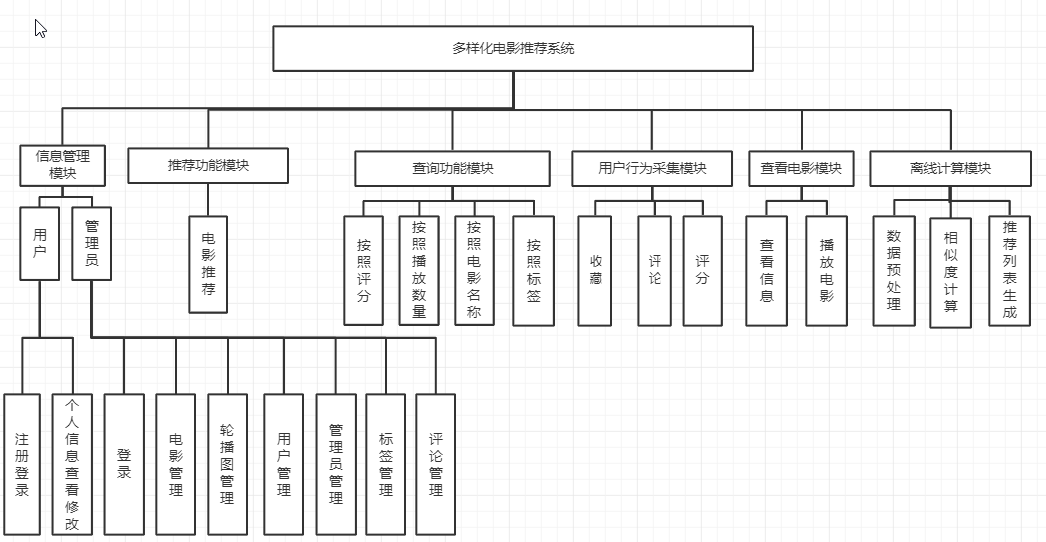 多样化电影推荐系统
信息管理
模块
推荐功能模块
查询功能模块
用户行为采集模块
查看电影模块
离线计算模块
用户
管理员
电影推荐
按照评分
按照播放数量
按照电影名称
按照标签
收藏
评论
评分
查看信息
播放电影
数据预处理
相似度计算
推荐列表生成
注册登录
个人信息查看修改
登录
电影管理
轮播图管理
用户管理
管理员管理
标签管理
评论管理